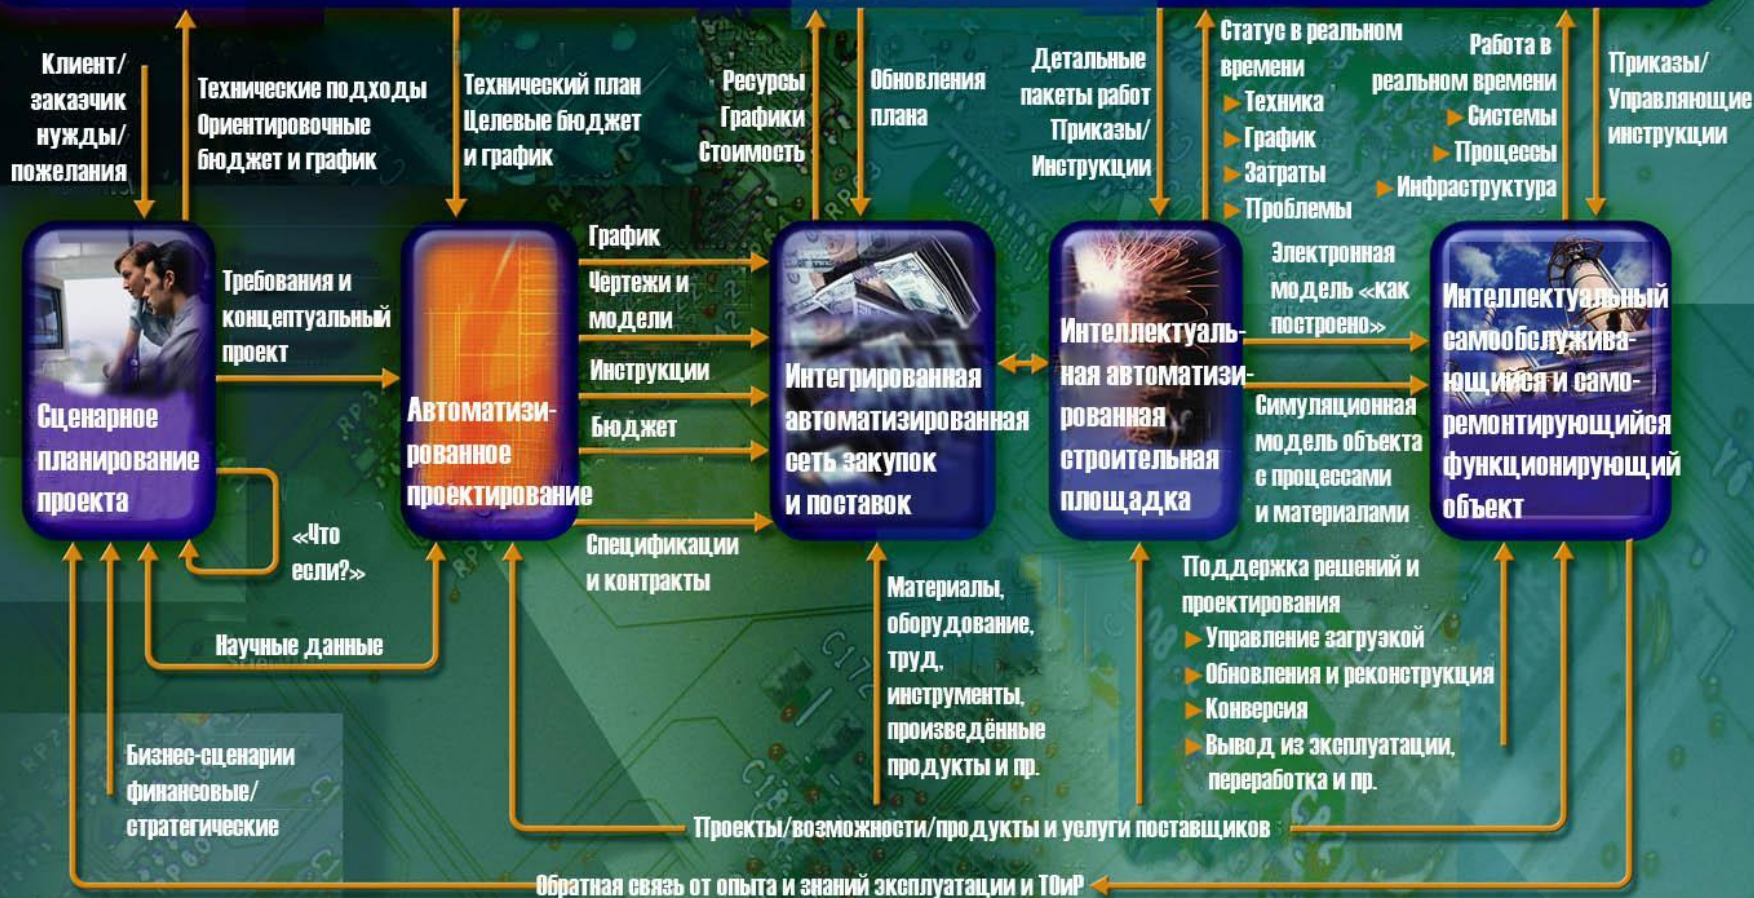 Клиент/
заказчик
нужды/
пожелания
Технические подходы
Ориентировочные
бюджет и график
Технический план
Целевые бюджет
и график
Ресурсы
Графики
Стоимость
Обновления
плана
Детальные
пакеты работ
Приказы/
Инструкции
Статус в реальном
времени
Техника
График
Затраты
Проблемы
Работа в
реальном времени
Системы
Процессы
Инфраструктура
Приказы/
Управляющие
инструкции
Сценарное
планирование
проекта
Требования и
концептуальный
проект
«Что
если?»
Автоматизи-
рованное
проектирование
График
Чертежи и
модели
Инструкции
Бюджет
Спецификации
и контракты
Интегрированная
автоматизированная
сеть закупок
и поставок
Интеллектуаль-
ная автоматизи-
рованная
строительная
площадка
Электронная
модель «как
построено»
Симуляционная
модель объекта
с процессами
и материалами
Интеллектуальный
самообслужива-
ющийся и само-
ремонтирующийся
функционирующий
объект
Научные данные
Бизнес-сценарии
финансовые/
стратегические
Материалы,
оборудование,
труд,
инструменты,
произведённые
продукты и пр.
Поддержка решений и
проектирования
Управление загрузкой
Обновления и реконструкция
Конверсия
Вывод из эксплуатации,
переработка и пр.
Проекты/возможности/продукты и услуги поставщиков
Обратная связь от опыта и знаний эксплуатации и ТОиР